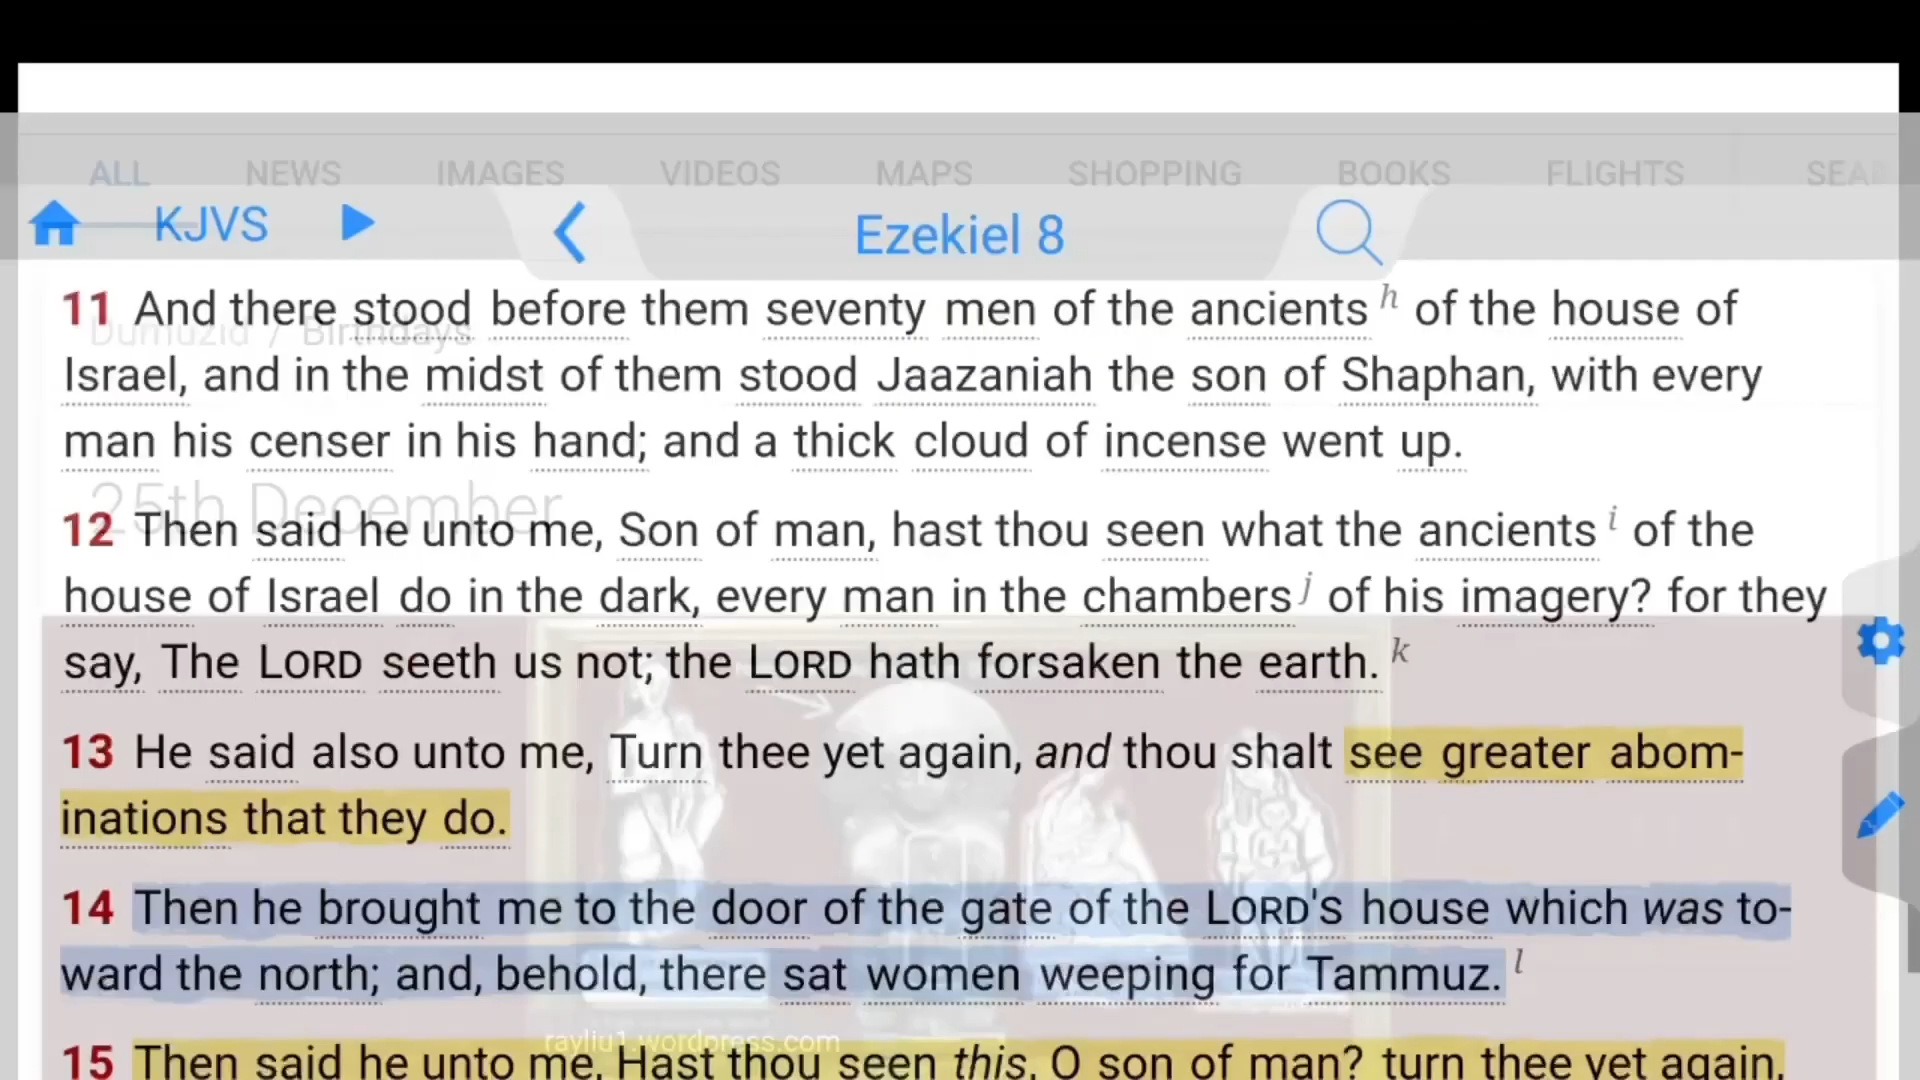 ALL NEWS IMAGES VIDEOS MAPS SHOPPING BOOKS FLIGHTS SEA
KJVS Ezekiel 8
Dumuzid / Birthdays
11 And there stood before them seventy men of the ancients h of the house of
Israel, and in the midst of them stood Jaazaniah the son of Shaphan, with every
man his censer in his hand; and a thick cloud of incense went up.
25th December
12 Then said he unto me, Son of man, hast thou seen what the ancients i of the
house of Israel do in the dark, every man in the chambers j of his imagery? for they
say, The LORD seeth us not; the LORD hath forsaken the earth. k
13 He said also unto me, Turn thee yet again, and thou shalt see greater abom-
inations that they do.
14 Then he brought me to the door of the gate of the LORD'S house which was to-
ward the north; and, behold, there sat women weeping for Tammuz. l
rayliu1.wordpress.com
15 Then said he unto me, Hast thou seen this, O son of man? turn thee yet again,